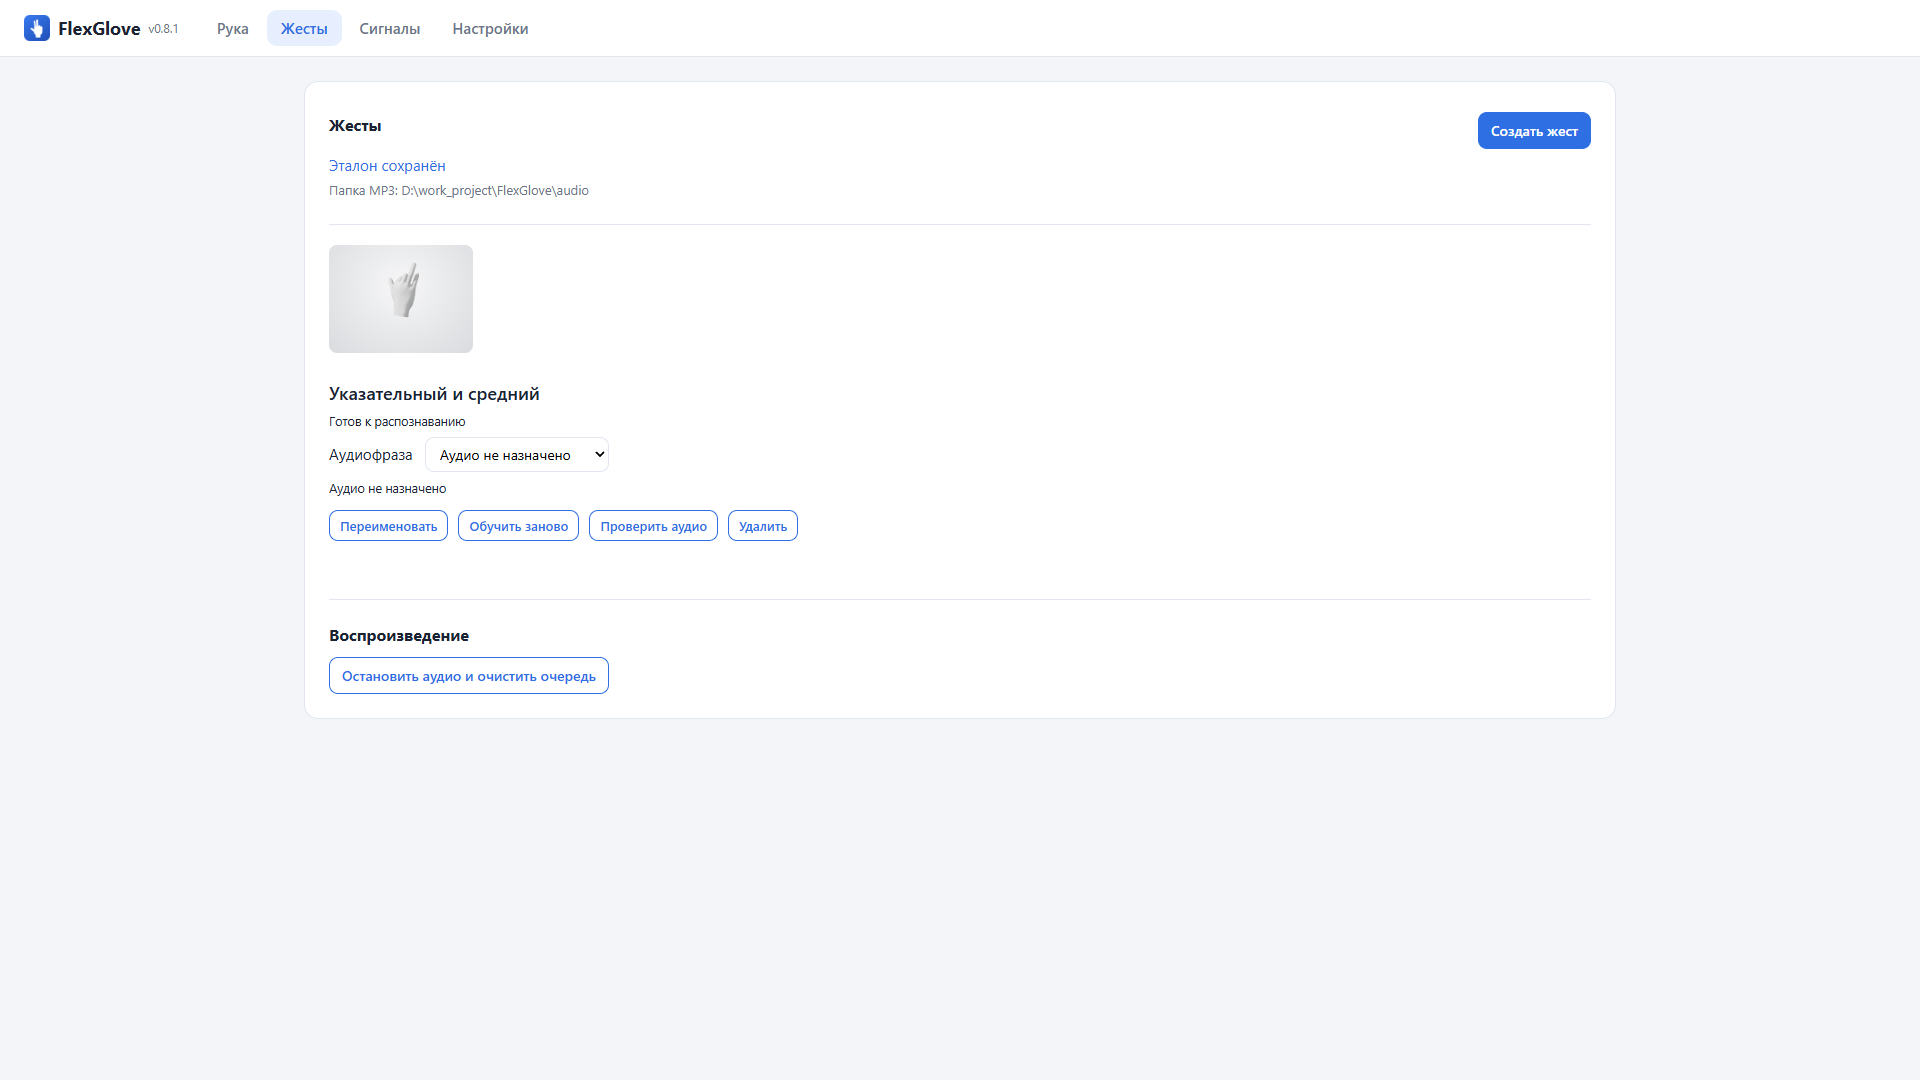 FlexGlove v0.8.1 Рука Жесты Сигналы Настройки
Жесты
Создать жест
Эталон сохранён
Папка MP3: D:\work_project\FlexGlove\audio
Указательный и средний
Готов к распознаванию
Аудиофраза Аудио не назначено
Аудио не назначено
Переименовать Обучить заново Проверить аудио Удалить
Воспроизведение
Остановить аудио и очистить очередь